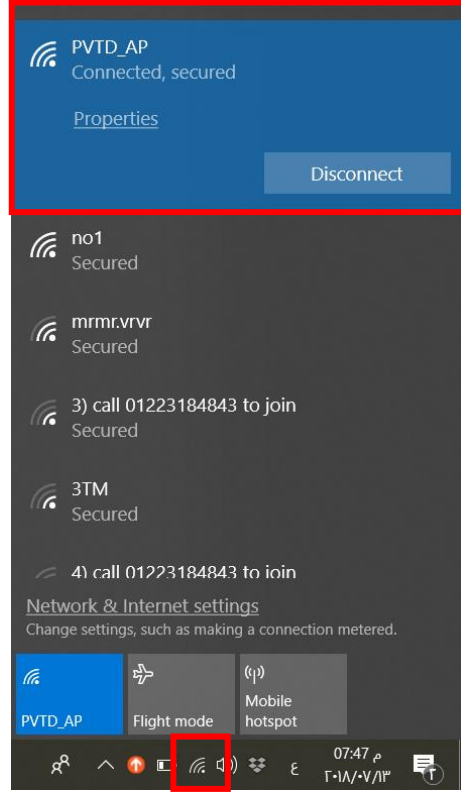 PVTD_AP
Connected, secured
Properties
Disconnect
no1
Secured
mrmr.vrvr
Secured
3) call 01223184843 to join
Secured
3TM
Secured
4) call 01223184843 to join
Network & Internet settings
Change settings, such as making a connection metered.
PVTD_AP
Flight mode
Mobile
hotspot
ع
07:47 م
٢٠١٨/٠٧/١٣
٢